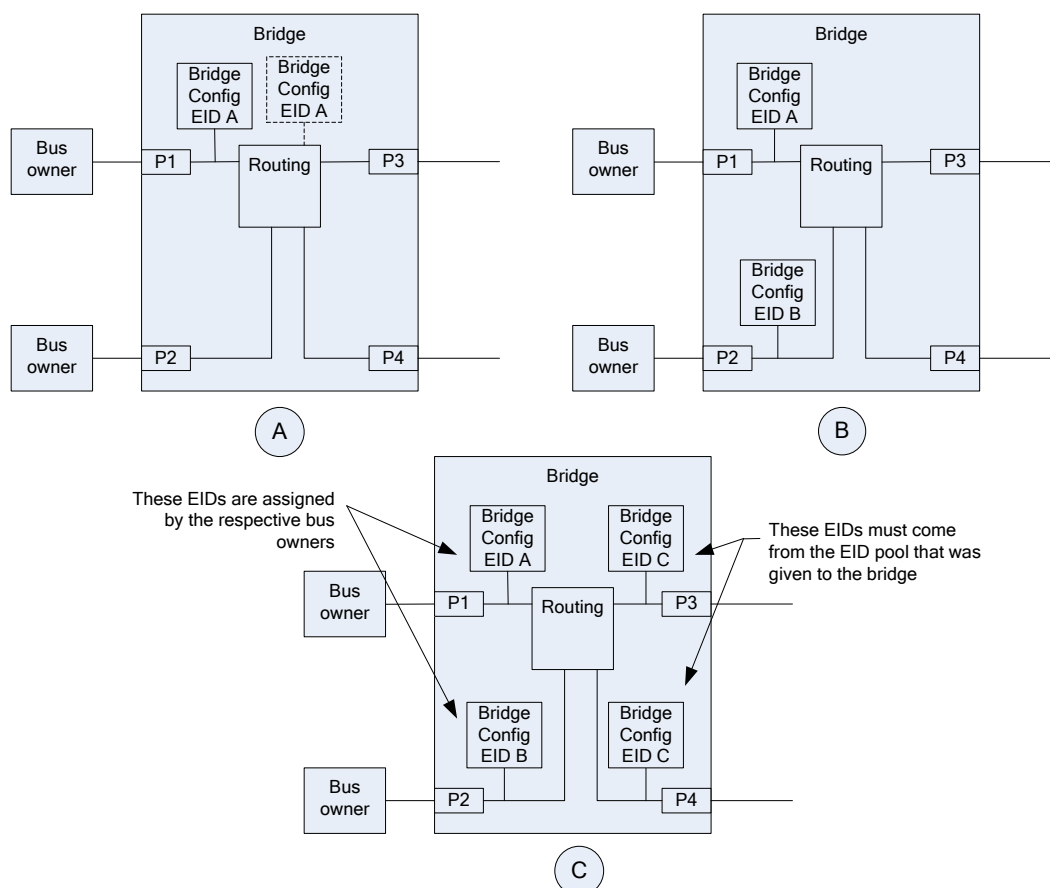 Bridge
Bridge
Config
EID A
Bridge
Config
EID A
Bus
owner
P1
Routing
P3
Bus
owner
P2
P4
A
Bridge
Bridge
Config
EID A
Bus
owner
P1
Routing
P3
Bridge
Config
EID B
Bus
owner
P2
P4
B
Bridge
These EIDs are assigned
by the respective bus
owners
Bridge
Config
EID A
Bridge
Config
EID C
These EIDs must come
from the EID pool that was
given to the bridge
Bus
owner
P1
Routing
P3
Bridge
Config
EID B
Bridge
Config
EID C
Bus
owner
P2
P4
C